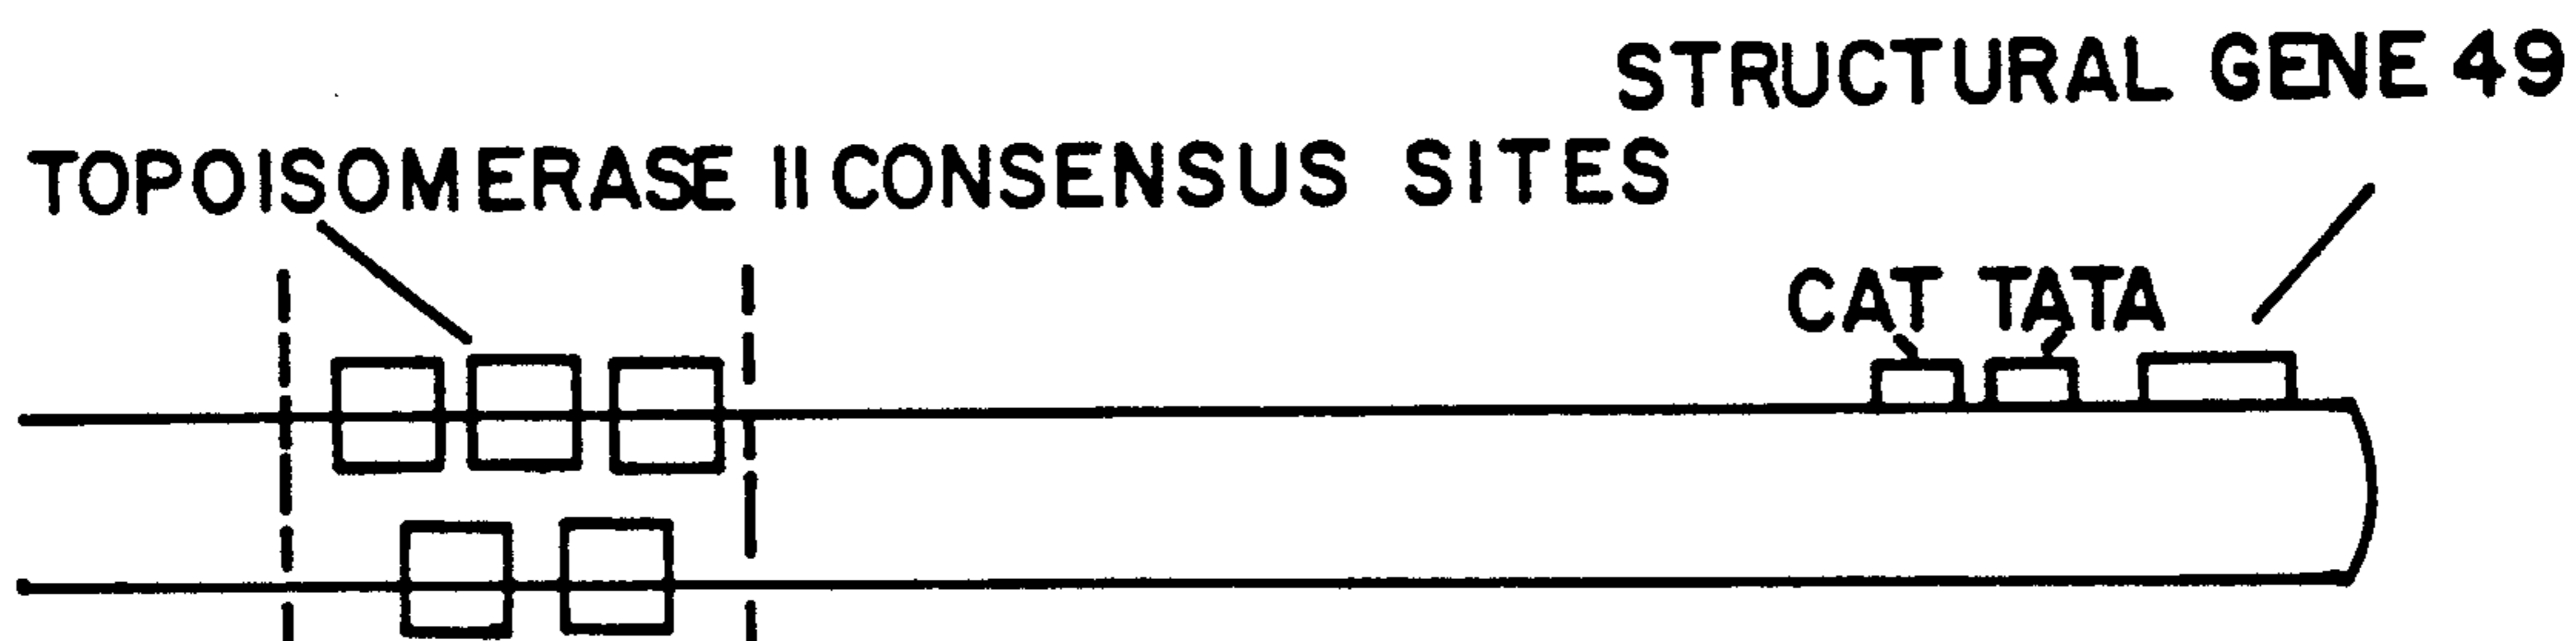 STRUCTURAL GENE 49
TOPOISOMERASE II CONSENSUS SITES
CAT TATA